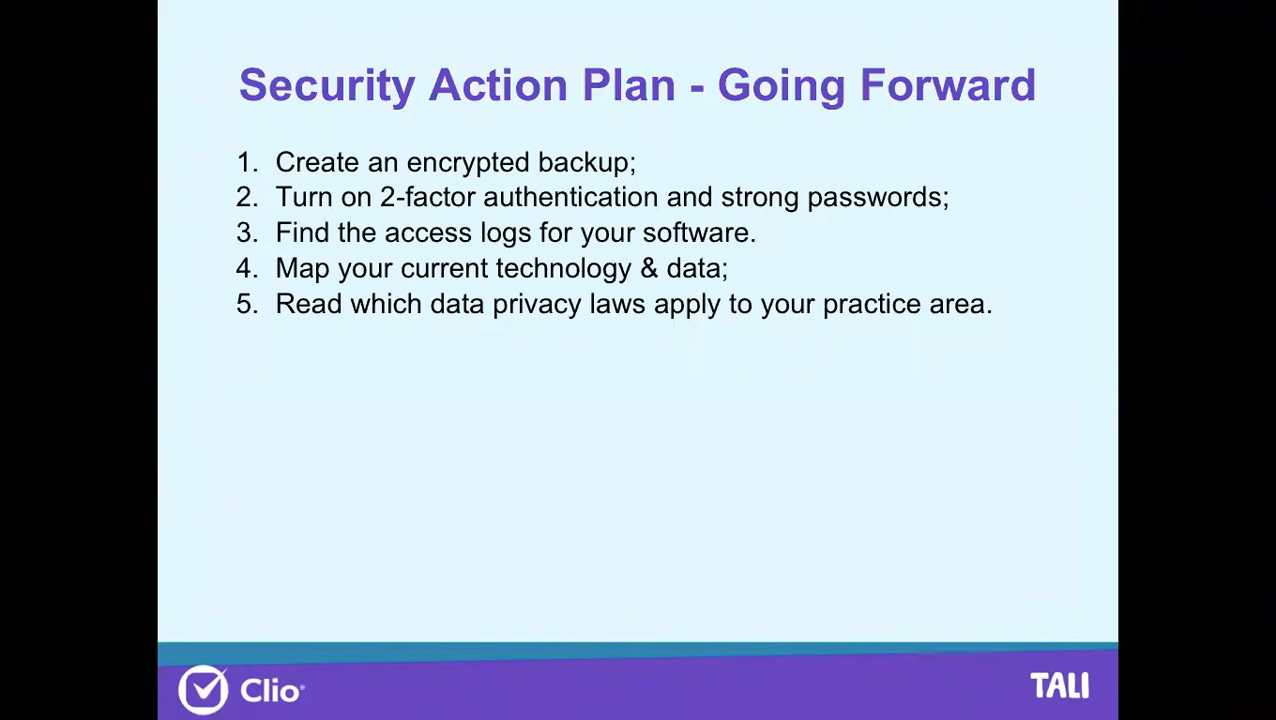 Security Action Plan - Going Forward
1. Create an encrypted backup;
2. Turn on 2-factor authentication and strong passwords;
3. Find the access logs for your software.
4. Map your current technology & data;
5. Read which data privacy laws apply to your practice area.
Clio®
TALI